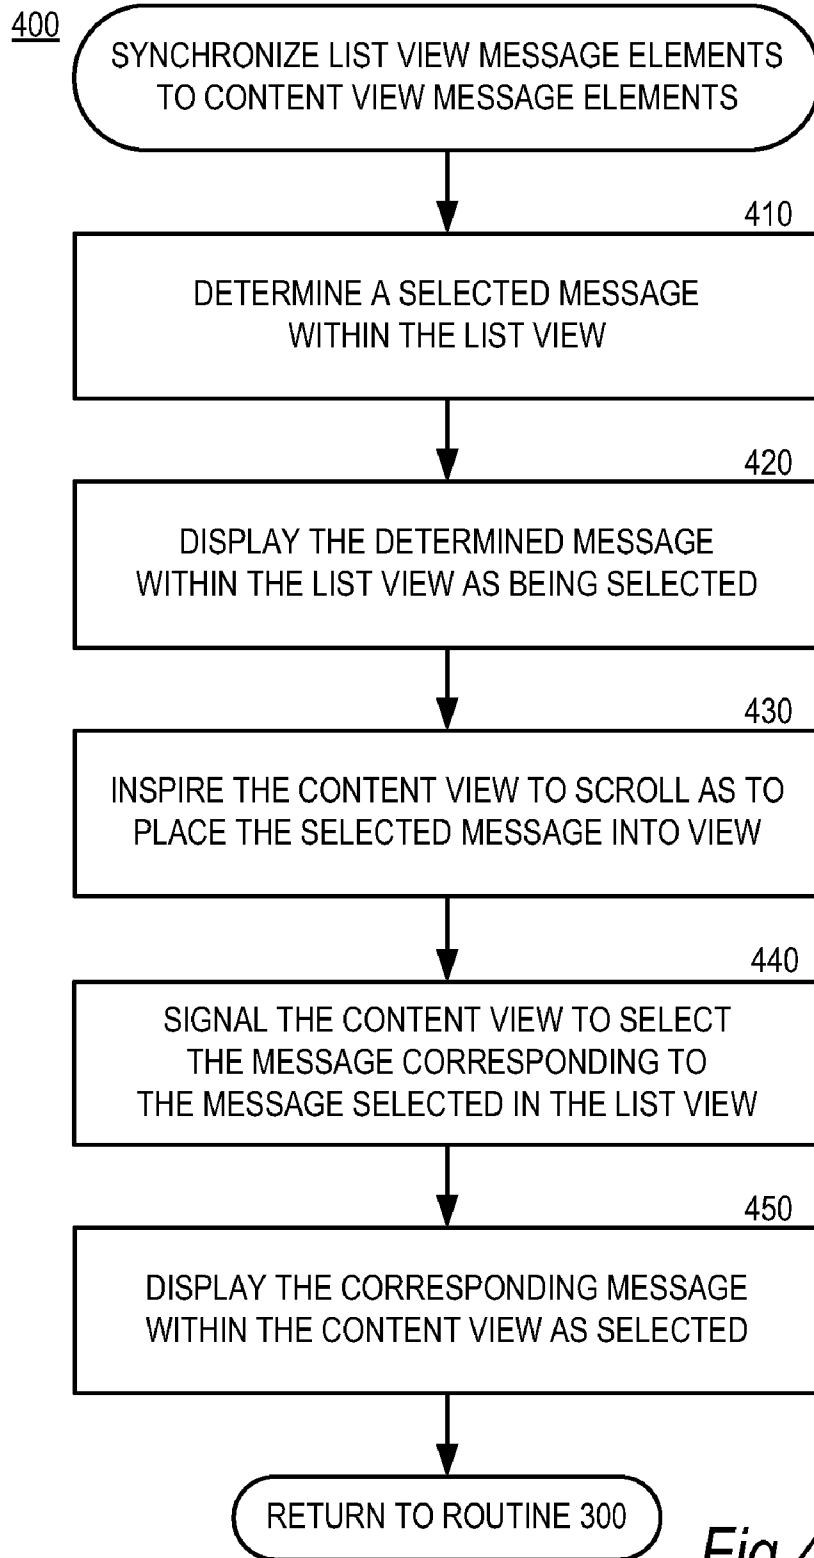 400
SYNCHRONIZE LIST VIEW MESSAGE ELEMENTS
TO CONTENT VIEW MESSAGE ELEMENTS
410
DETERMINE A SELECTED MESSAGE
WITHIN THE LIST VIEW
420
DISPLAY THE DETERMINED MESSAGE
WITHIN THE LIST VIEW AS BEING SELECTED
430
INSPIRE THE CONTENT VIEW TO SCROLL AS TO
PLACE THE SELECTED MESSAGE INTO VIEW
440
SIGNAL THE CONTENT VIEW TO SELECT
THE MESSAGE CORRESPONDING TO
THE MESSAGE SELECTED IN THE LIST VIEW
450
DISPLAY THE CORRESPONDING MESSAGE
WITHIN THE CONTENT VIEW AS SELECTED
RETURN TO ROUTINE 300
Fig.